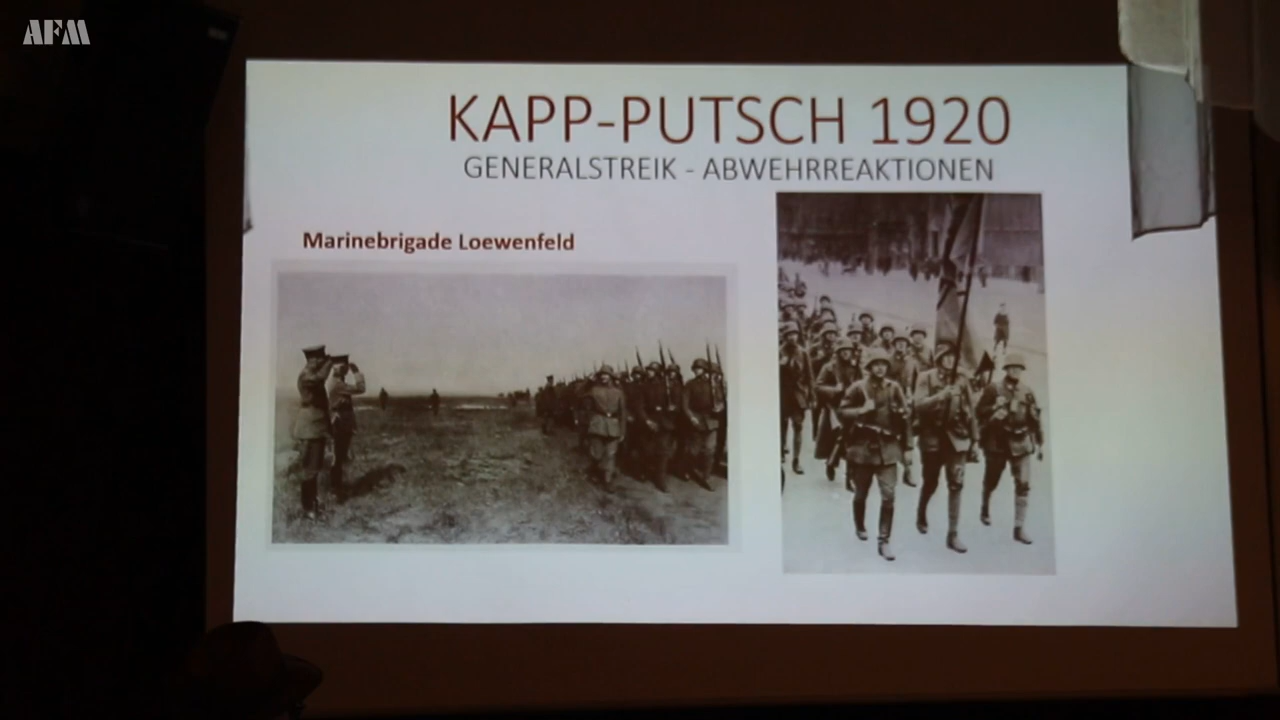 AFM
KAPP-PUTSCH 1920
GENERALSTREIK - ABWEHRREAKTIONEN
Marinebrigade Loewenfeld